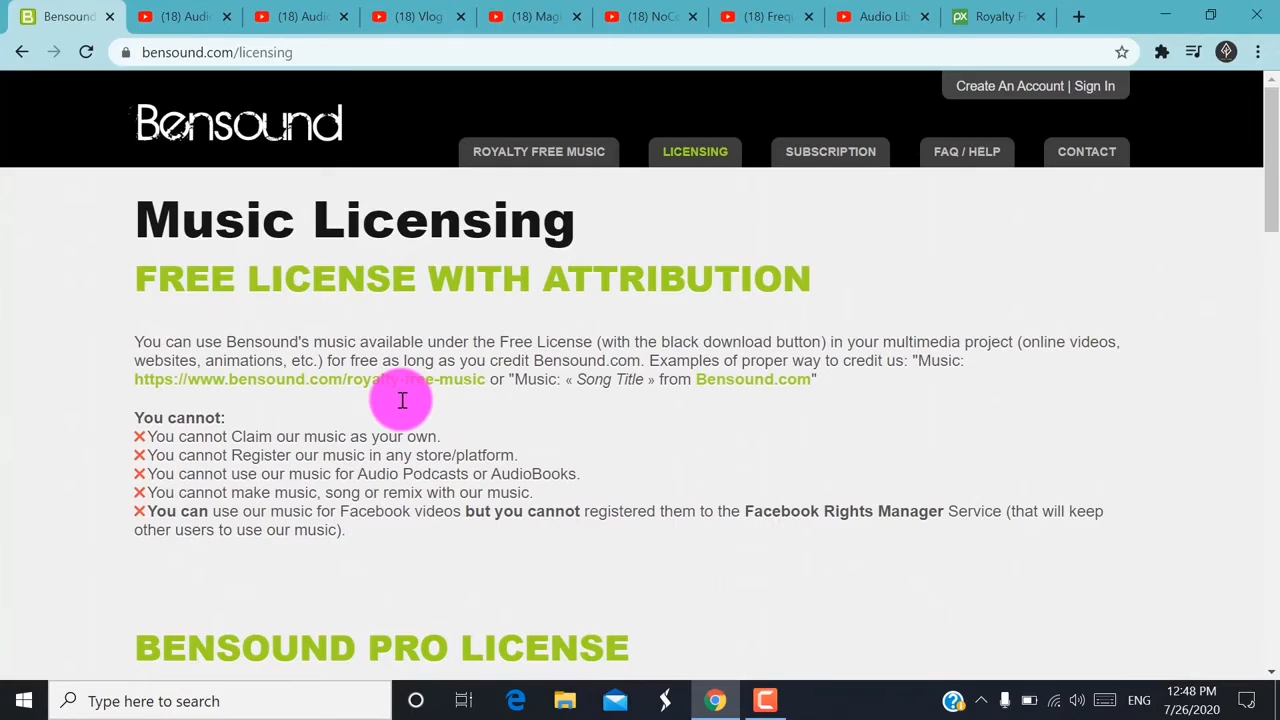 Bensound
(18) Audi
(18) Audi
(18) Vlog
(18) Magi
(18) NoCo
(18) Frequ
Audio Lib
Royalty Fr
bensound.com/licensing
Create An Account | Sign In
Bensound
ROYALTY FREE MUSIC
LICENSING
SUBSCRIPTION
FAQ / HELP
CONTACT
Music Licensing
FREE LICENSE WITH ATTRIBUTION
You can use Bensound's music available under the Free License (with the black download button) in your multimedia project (online videos,
websites, animations, etc.) for free as long as you credit Bensound.com. Examples of proper way to credit us: "Music:
https://www.bensound.com/royalty-free-music or "Music: « Song Title » from Bensound.com"
You cannot:
❌You cannot Claim our music as your own.
❌You cannot Register our music in any store/platform.
❌You cannot use our music for Audio Podcasts or AudioBooks.
❌You cannot make music, song or remix with our music.
❌You can use our music for Facebook videos but you cannot registered them to the Facebook Rights Manager Service (that will keep
other users to use our music).
BENSOUND PRO LICENSE
Type here to search
ENG
12:48 PM
7/26/2020